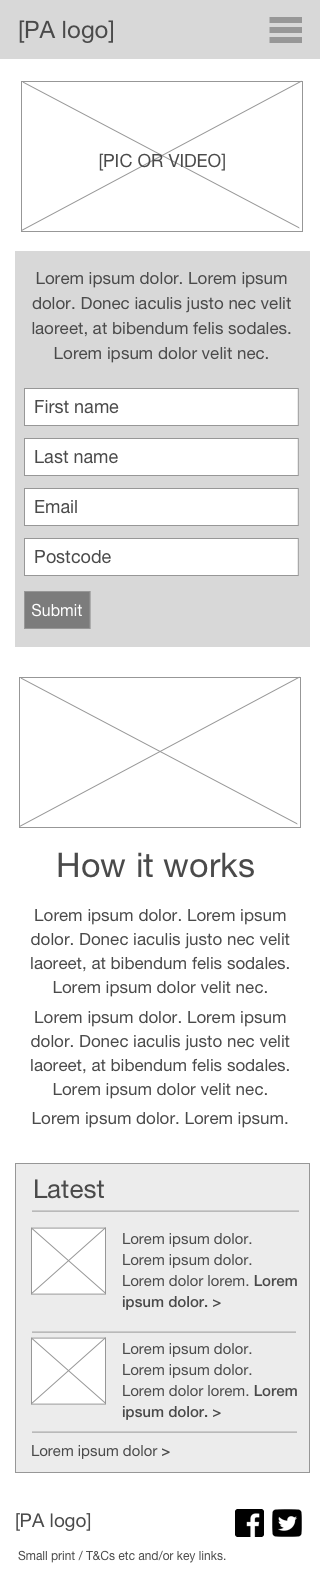 [PA logo]
[PIC OR VIDEO]
Lorem ipsum dolor. Lorem ipsum
dolor. Donec iaculis justo nec velit
laoreet, at bibendum felis sodales.
Lorem ipsum dolor velit nec.
First name
Last name
Email
Postcode
Submit
How it works
Lorem ipsum dolor. Lorem ipsum
dolor. Donec iaculis justo nec velit
laoreet, at bibendum felis sodales.
Lorem ipsum dolor velit nec.
Lorem ipsum dolor. Lorem ipsum
dolor. Donec iaculis justo nec velit
laoreet, at bibendum felis sodales.
Lorem ipsum dolor velit nec.
Lorem ipsum dolor. Lorem ipsum.
Latest
Lorem ipsum dolor.
Lorem ipsum dolor.
Lorem dolor lorem. Lorem
ipsum dolor. >
Lorem ipsum dolor.
Lorem ipsum dolor.
Lorem dolor lorem. Lorem
ipsum dolor. >
Lorem ipsum dolor >
[PA logo]
Small print / T&Cs etc and/or key links.